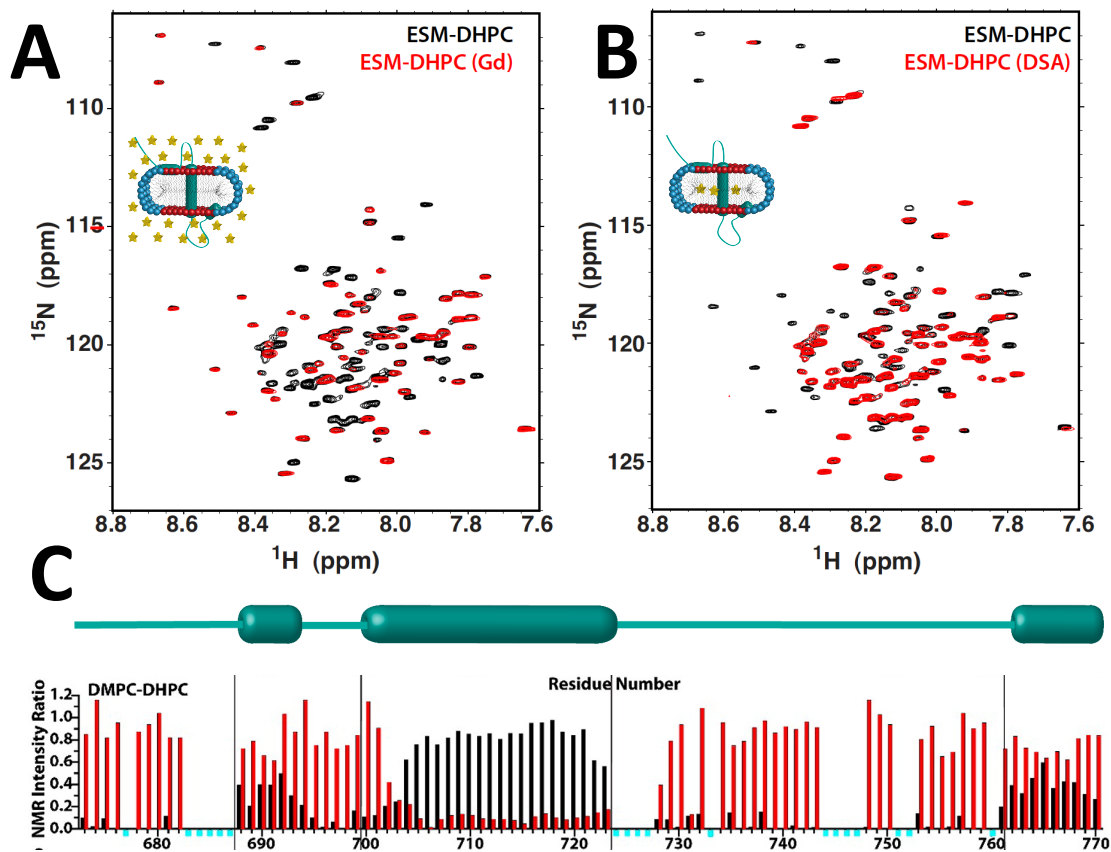 A
ESM-DHPC
ESM-DHPC (Gd)
110
115
120
125
15N (ppm)
8.8 8.6 8.4 8.2 8.0 7.8 7.6
1H (ppm)
B
ESM-DHPC
ESM-DHPC (DSA)
110
115
120
125
15N (ppm)
8.8 8.6 8.4 8.2 8.0 7.8 7.6
1H (ppm)
C
DMPC-DHPC
Residue Number
NMR Intensity Ratio
1.2
1.0
0.8
0.6
0.4
0.2
0.0
680 690 700 710 720 730 740 750 760 770